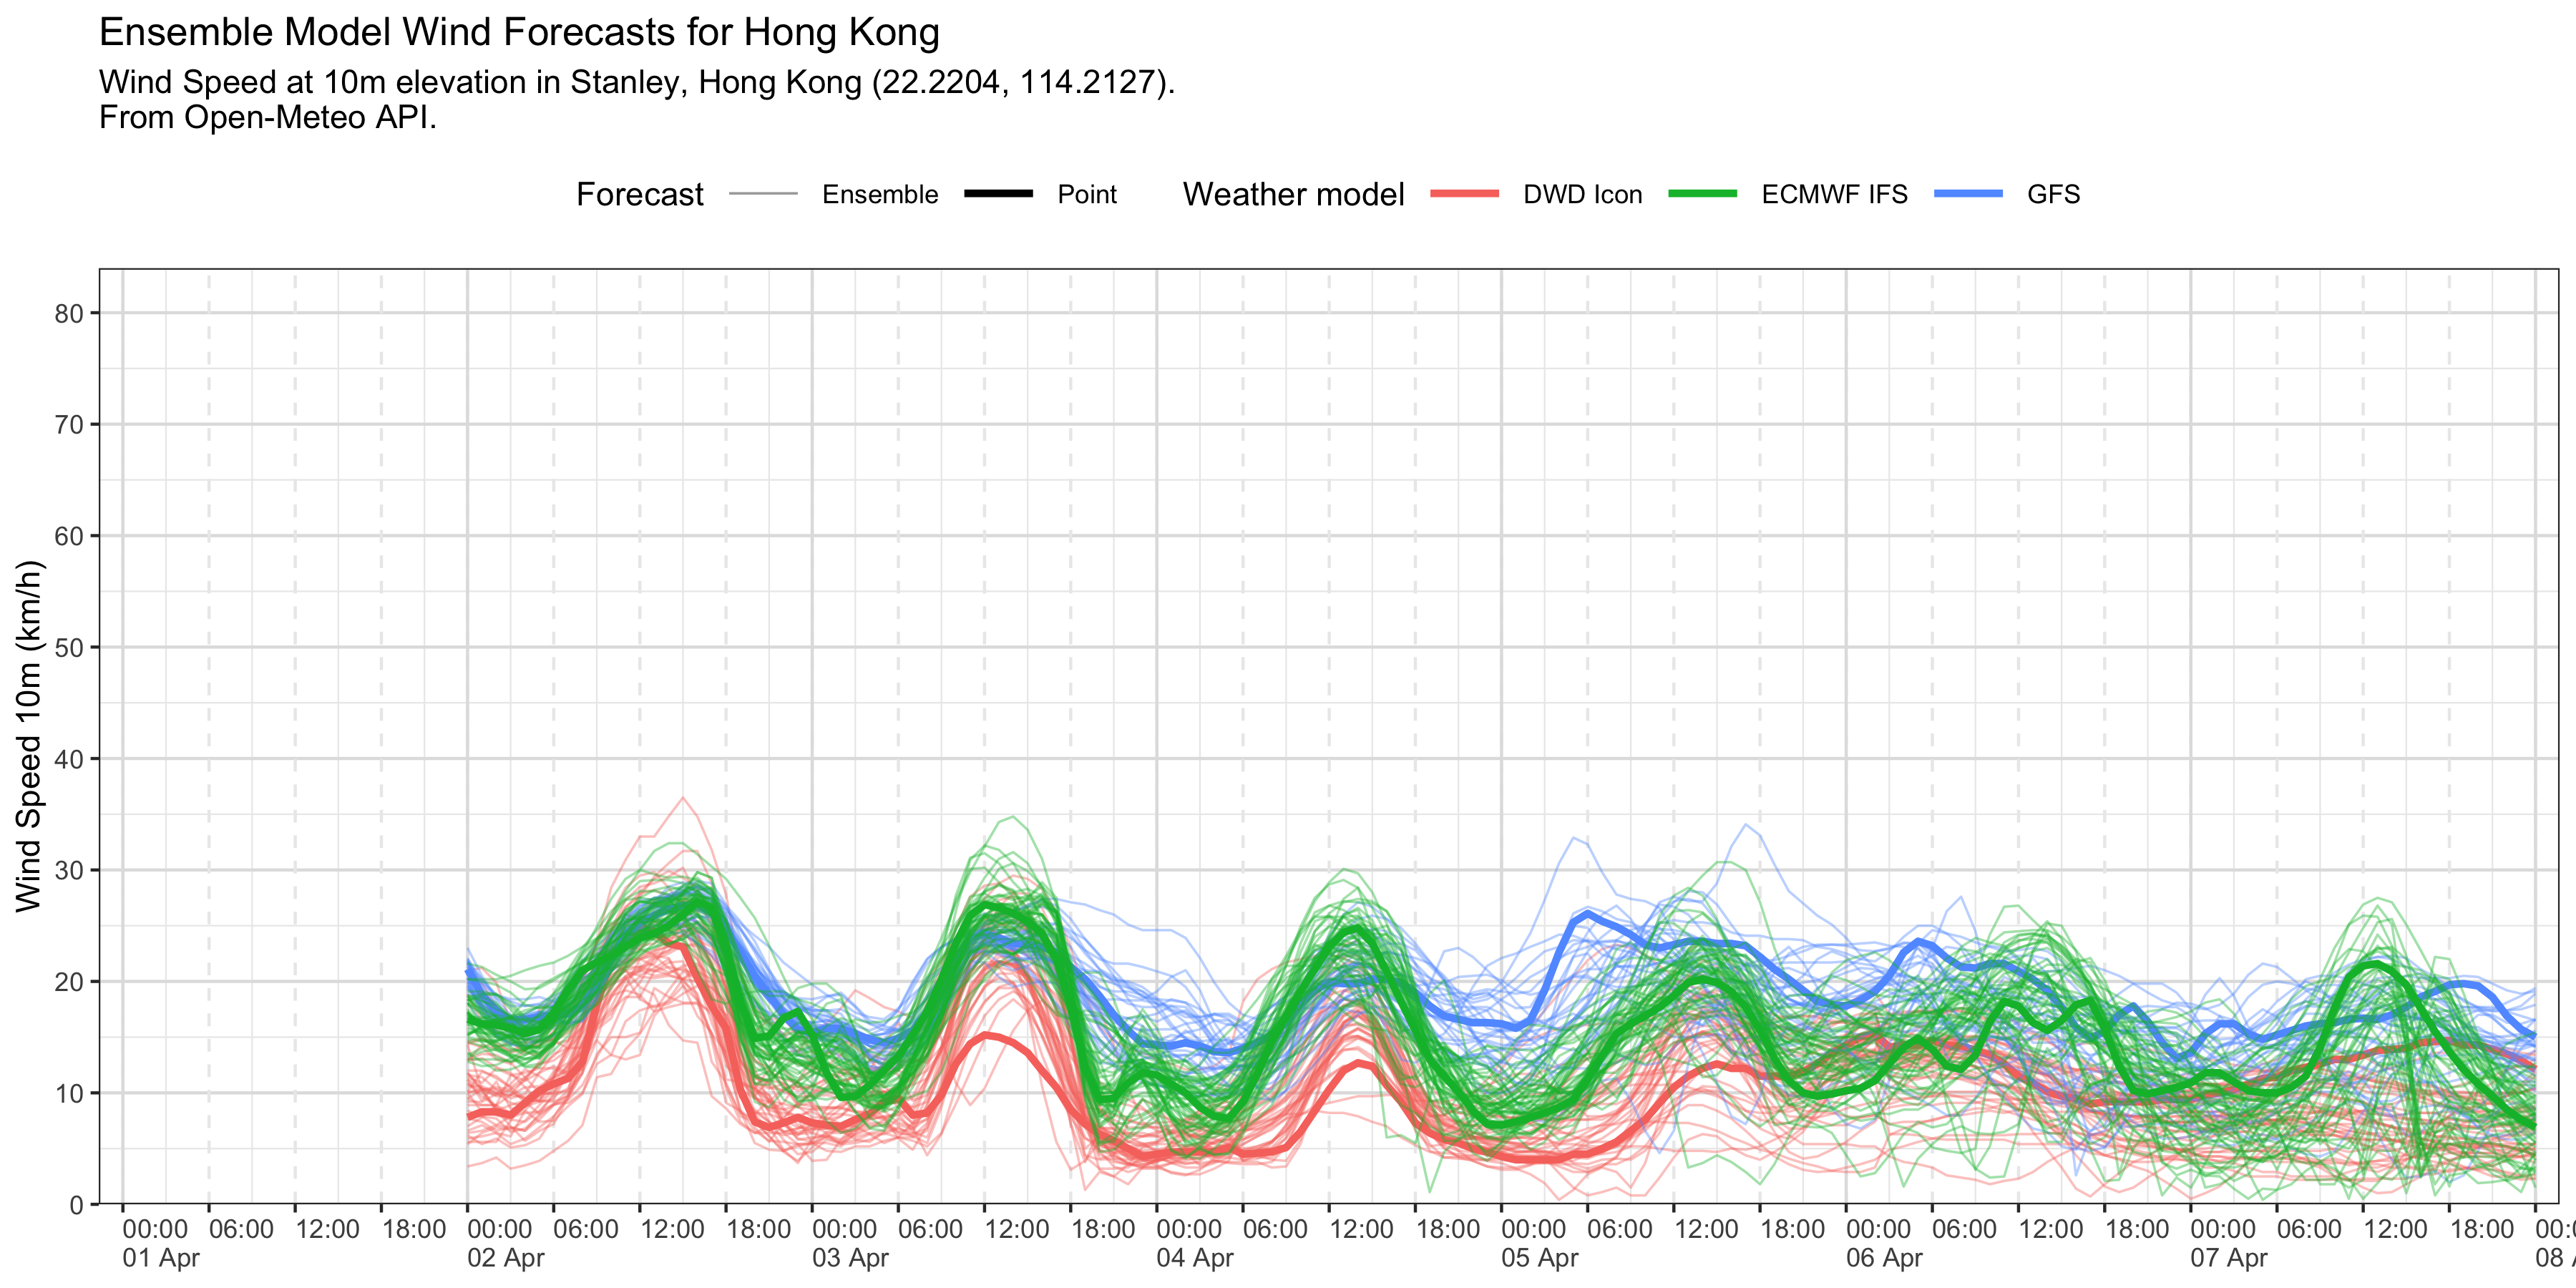 Ensemble Model Wind Forecasts for Hong Kong
Wind Speed at 10m elevation in Stanley, Hong Kong (22.2204, 114.2127).
From Open-Meteo API.
Forecast Ensemble Point Weather model DWD Icon ECMWF IFS GFS
Wind Speed 10m (km/h)
80
70
60
50
40
30
20
10
0
00:00 06:00 12:00 18:00 00:00 06:00 12:00 18:00 00:00 06:00 12:00 18:00 00:00 06:00 12:00 18:00 00:00 06:00 12:00 18:00 00:00 06:00 12:00 18:00 00:00 06:00 12:00 18:00
01 Apr 02 Apr 03 Apr 04 Apr 05 Apr 06 Apr 07 Apr 08